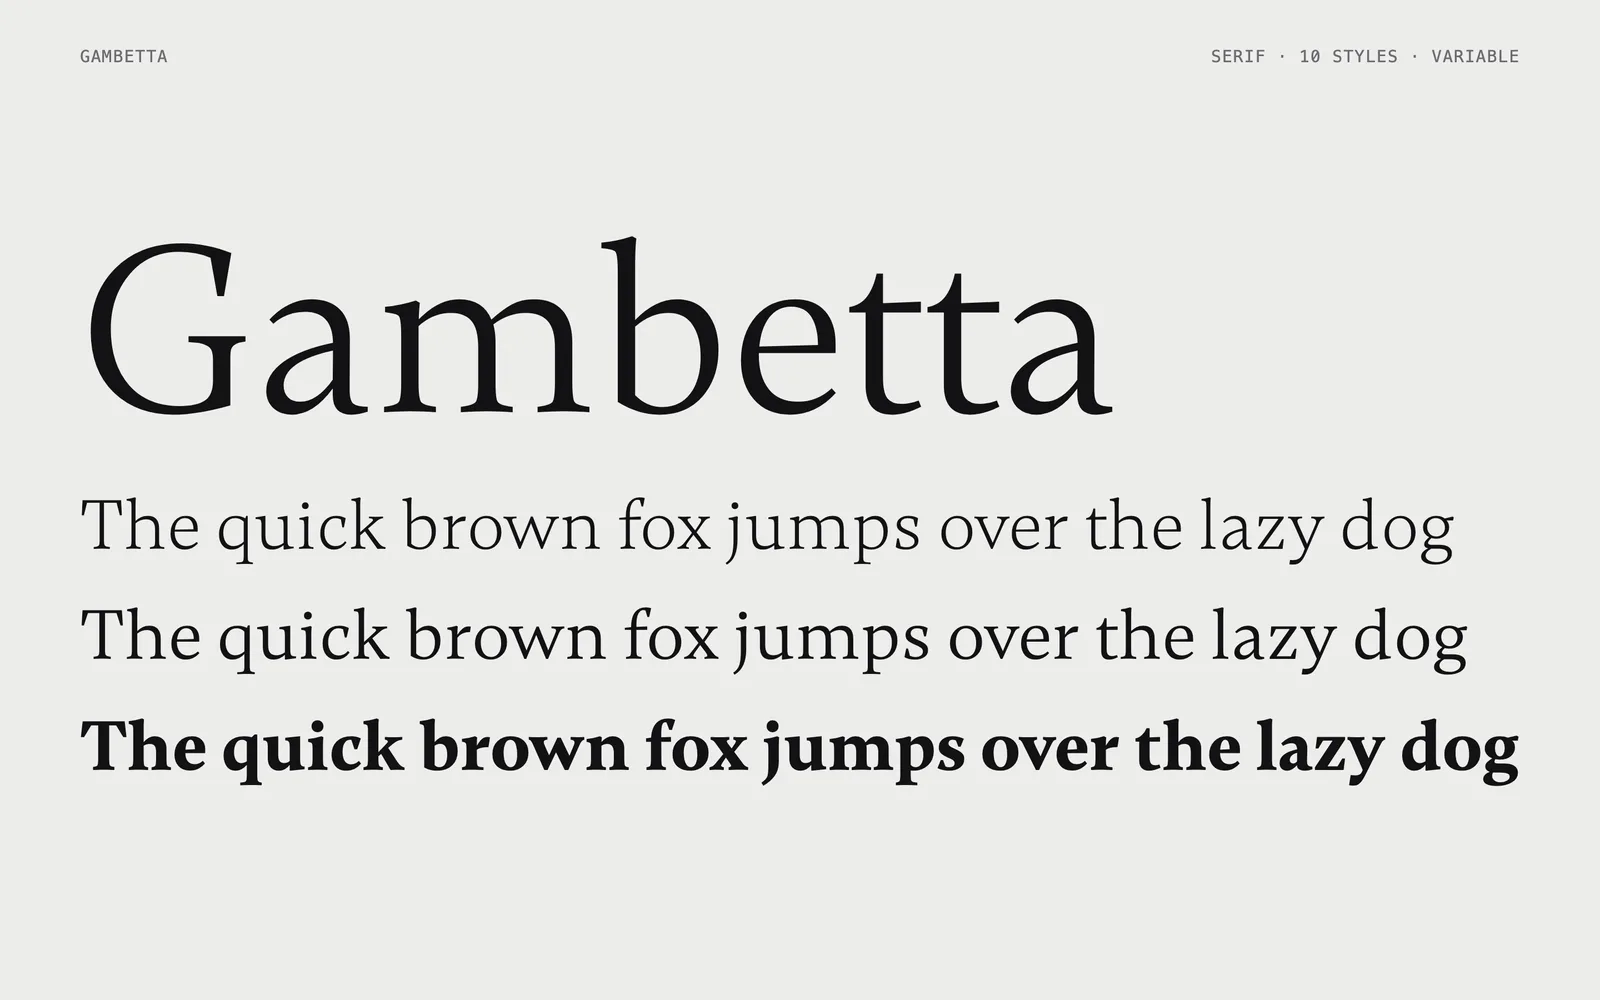 GAMBETTA
SERIF · 10 STYLES · VARIABLE
Gambetta
The quick brown fox jumps over the lazy dog
The quick brown fox jumps over the lazy dog
The quick brown fox jumps over the lazy dog